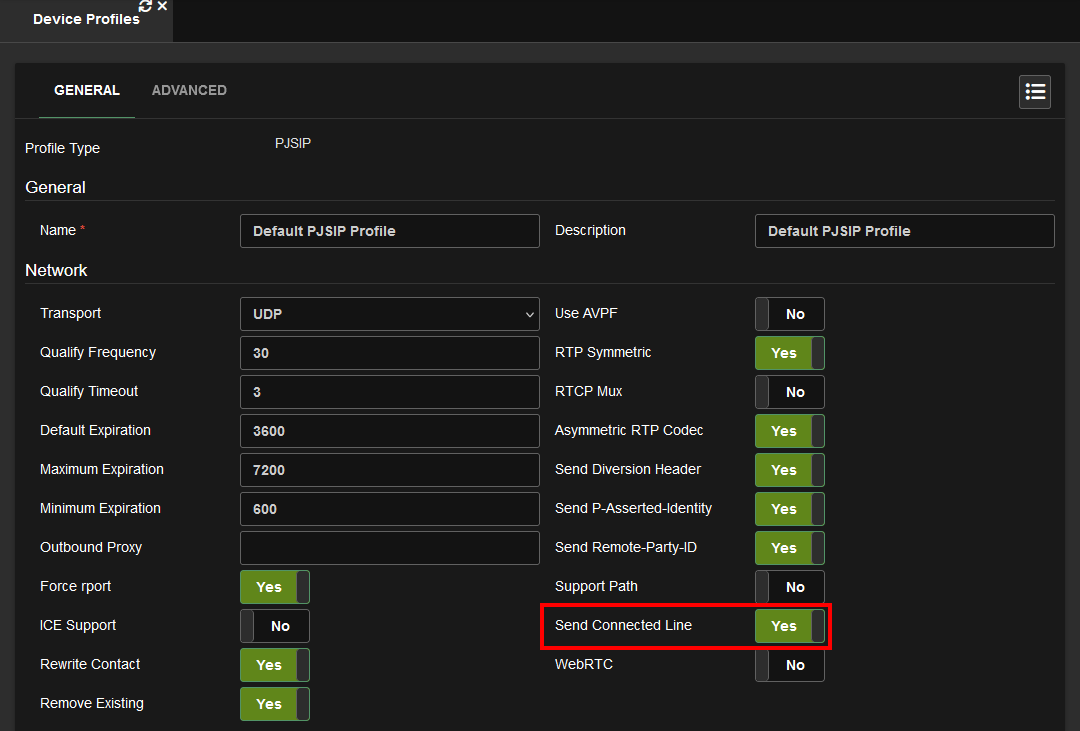 Device Profiles
GENERAL ADVANCED
Profile Type PJSIP
General
Name * Default PJSIP Profile Description Default PJSIP Profile
Network
Transport UDP Use AVPF No
Qualify Frequency 30 RTP Symmetric Yes
Qualify Timeout 3 RTCP Mux No
Default Expiration 3600 Asymmetric RTP Codec Yes
Maximum Expiration 7200 Send Diversion Header Yes
Minimum Expiration 600 Send P-Asserted-Identity Yes
Outbound Proxy Send Remote-Party-ID Yes
Force rport Yes Support Path No
ICE Support No Send Connected Line Yes
Rewrite Contact Yes WebRTC No
Remove Existing Yes